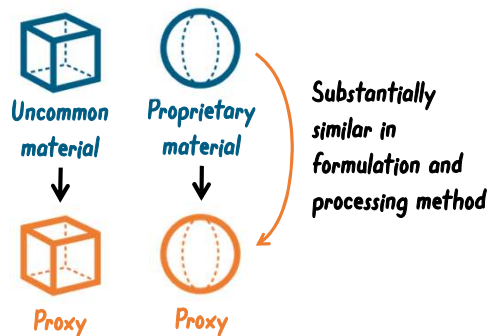 Uncommon
material
Proprietary
material
Substantially
similar in
formulation and
processing method
Proxy
Proxy